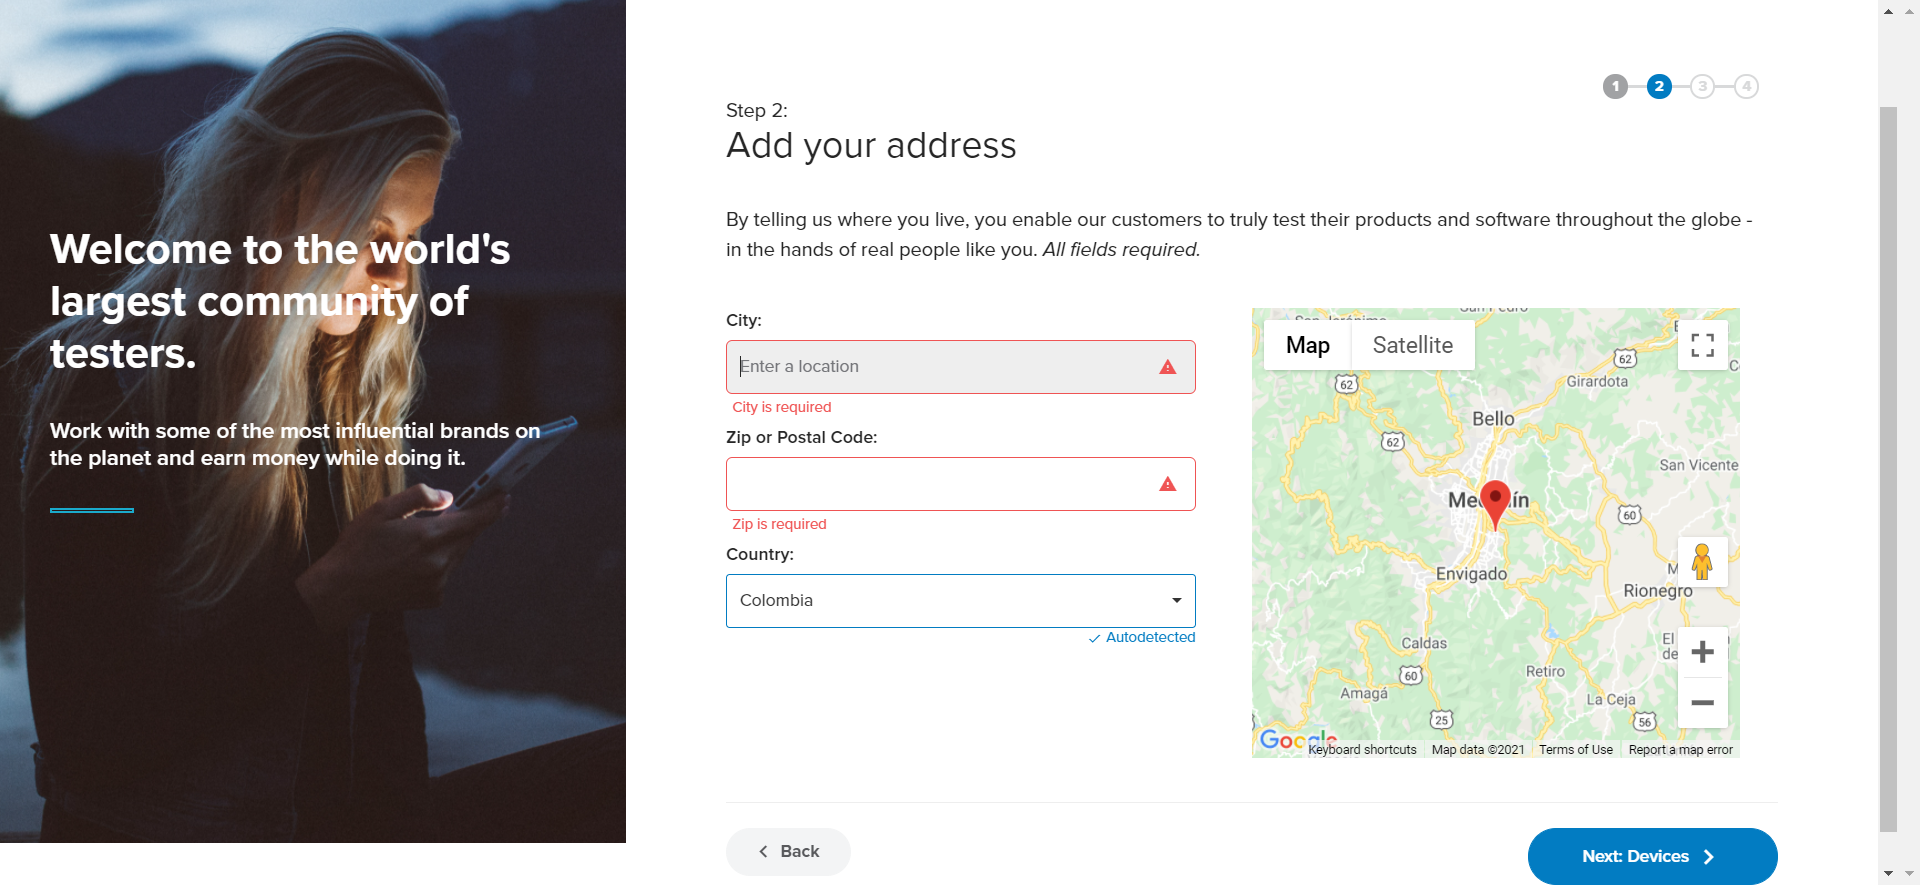 Welcome to the world's
largest community of
testers.
Work with some of the most influential brands on
the planet and earn money while doing it.
1 2 3 4
Step 2:
Add your address
By telling us where you live, you enable our customers to truly test their products and software throughout the globe -
in the hands of real people like you. All fields required.
City:
Enter a location
City is required
Zip or Postal Code:
Zip is required
Country:
Colombia
Autodetected
Map Satellite
62
Girardota
62
Bello
62
San Vicente
60
Envigado
Rionegro
Caldas
El
de
60
Retiro
Amagá
La Ceja
25
56
Google
Keyboard shortcuts Map data ©2021 Terms of Use Report a map error
Back
Next: Devices